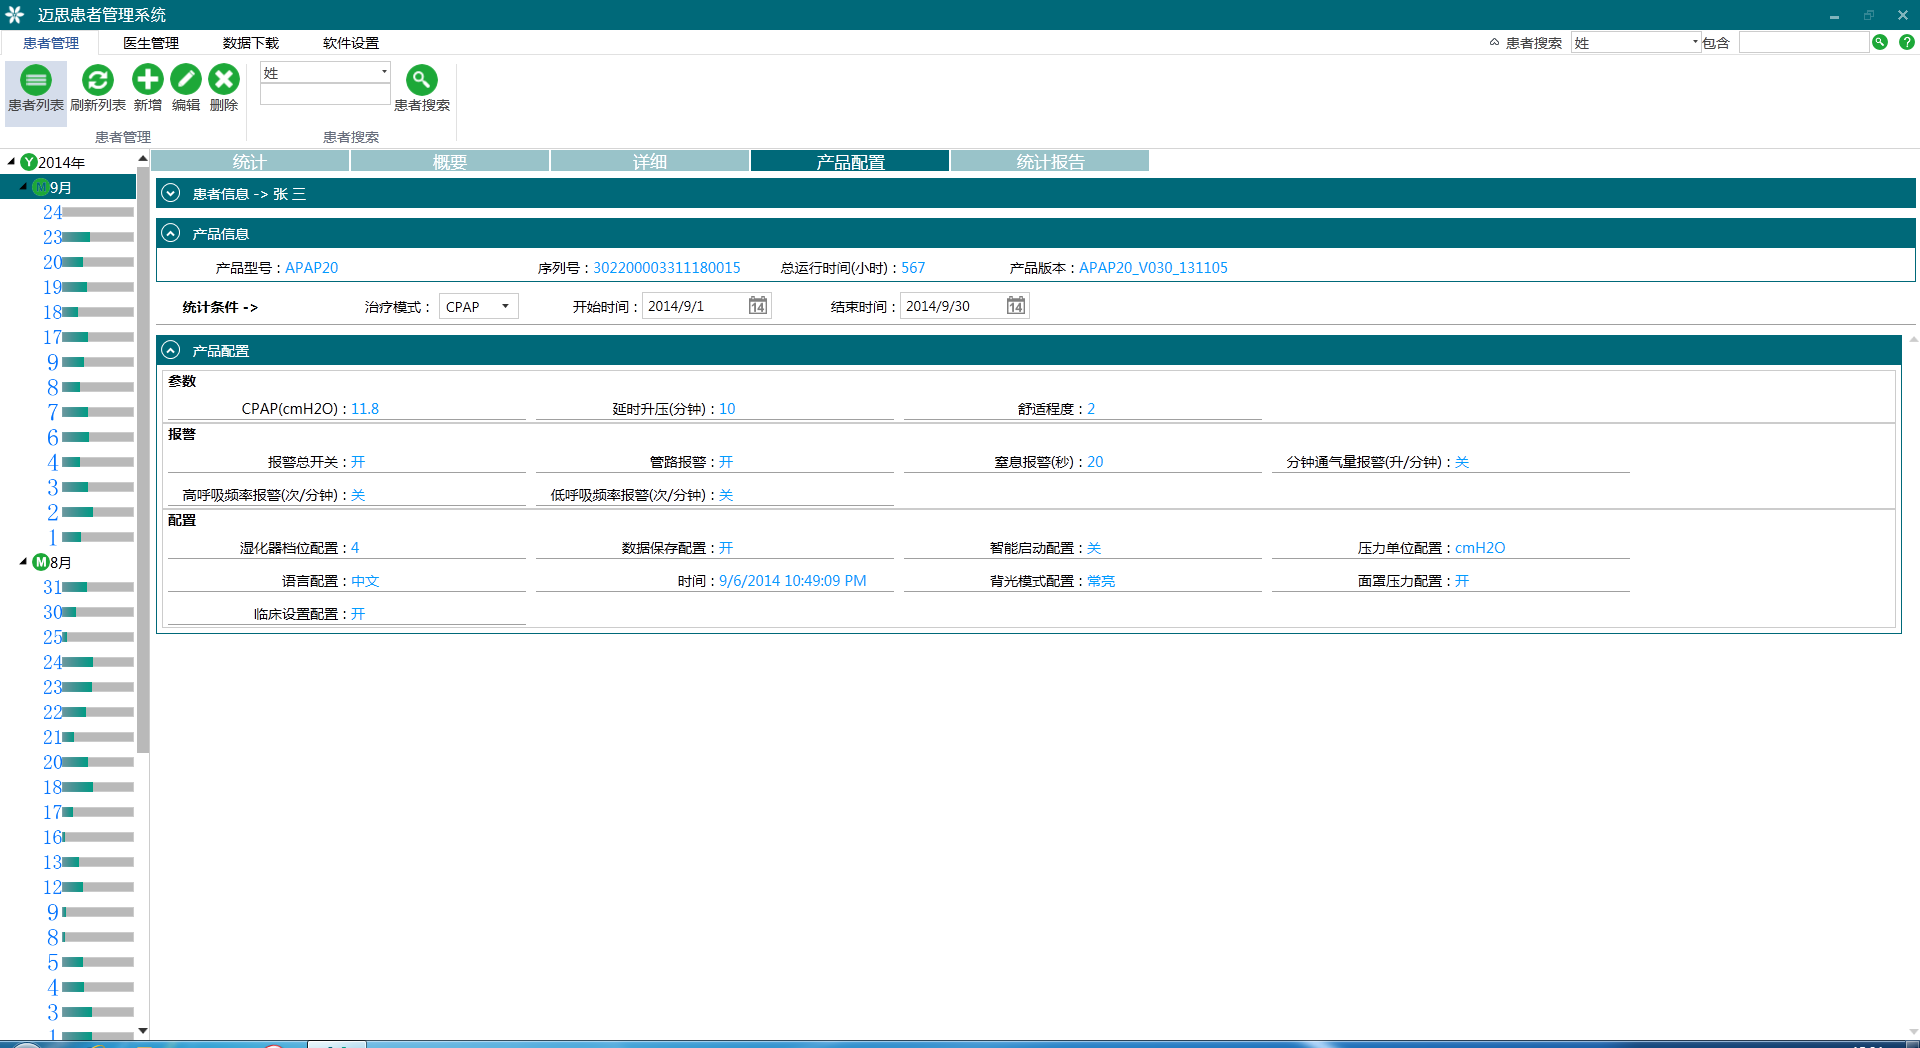 迈思患者管理系统
患者管理 医生管理 数据下载 软件设置 患者搜索 姓 包含
患者列表 刷新列表 新增 编辑 删除 姓 患者搜索
患者管理 患者搜索
统计 概要 详细 产品配置 统计报告
Y 2014年
M 9月
24
23
20
19
18
17
9
8
7
6
4
3
2
1
M 8月
31
30
25
24
23
22
21
20
18
17
16
13
12
9
8
5
4
3
1
患者信息 -> 张 三
产品信息
产品型号：APAP20 序列号：302200003311180015 总运行时间(小时)：567 产品版本：APAP20_V030_131105
统计条件 -> 治疗模式： CPAP 开始时间： 2014/9/1 14 结束时间： 2014/9/30 14
产品配置
参数
CPAP(cmH2O)：11.8 延时升压(分钟)：10 舒适程度：2
报警
报警总开关：开 管路报警：开 窒息报警(秒)：20 分钟通气量报警(升/分钟)：关
高呼吸频率报警(次/分钟)：关 低呼吸频率报警(次/分钟)：关
配置
湿化器档位配置：4 数据保存配置：开 智能启动配置：关 压力单位配置：cmH2O
语言配置：中文 时间：9/6/2014 10:49:09 PM 背光模式配置：常亮 面罩压力配置：开
临床设置配置：开